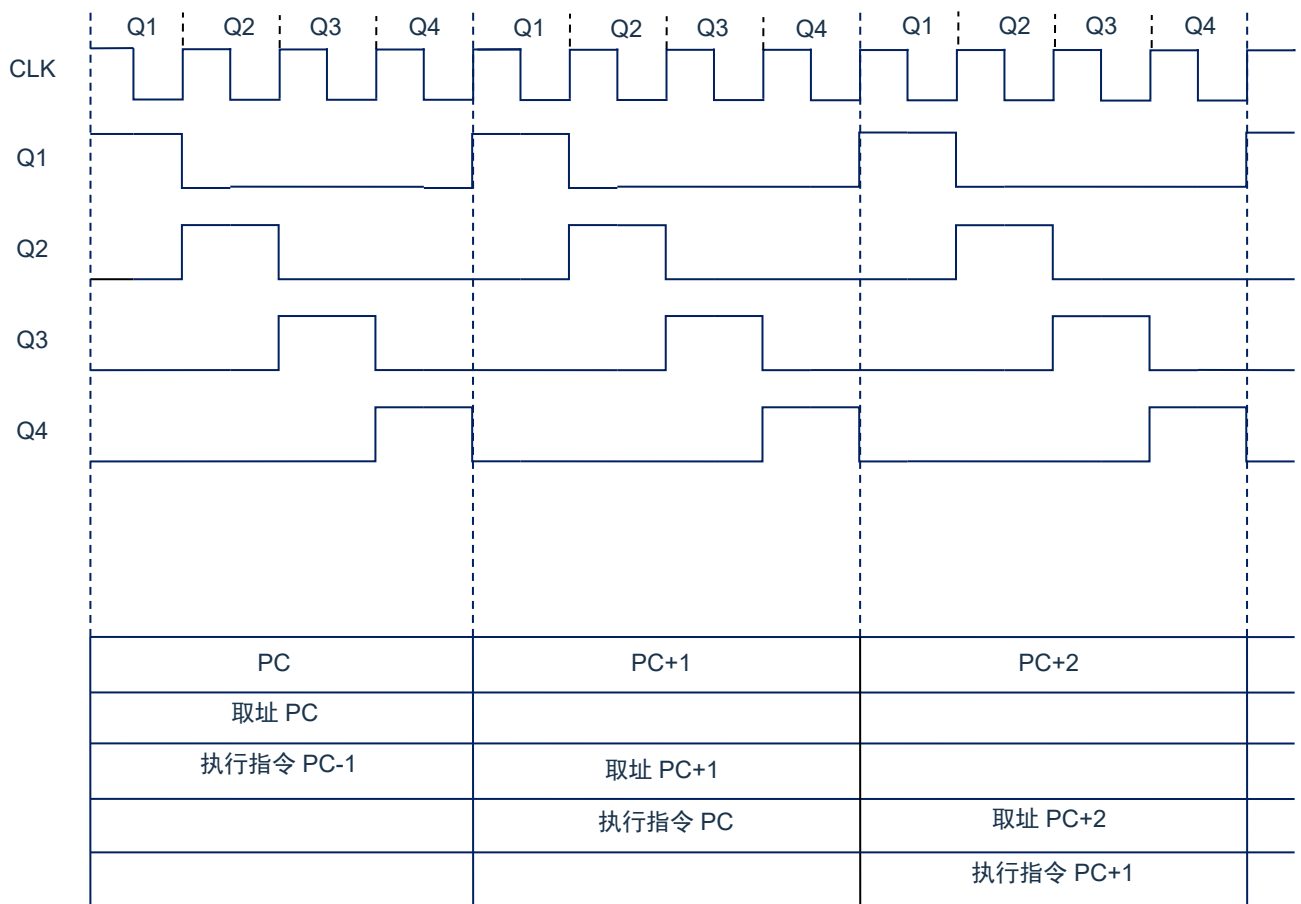 Q1 Q2 Q3 Q4 Q1 Q2 Q3 Q4 Q1 Q2 Q3 Q4
CLK
Q1
Q2
Q3
Q4
PC PC+1 PC+2
取址 PC
执行指令 PC-1 取址 PC+1
执行指令 PC 取址 PC+2
执行指令 PC+1